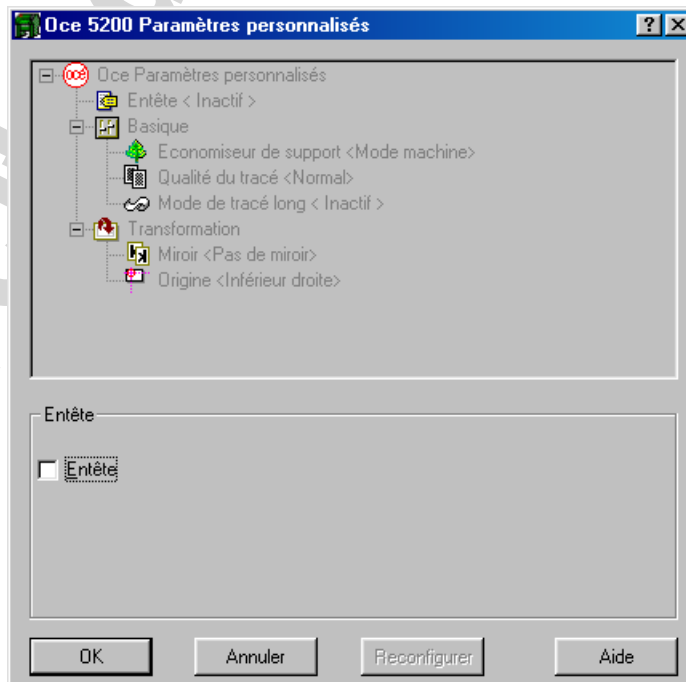 Oce 5200 Paramètres personnalisés
océ Oce Paramètres personnalisés
Entête < Inactif >
Basique
Economiseur de support <Mode machine>
Qualité du tracé <Normal>
Mode de tracé long < Inactif >
Transformation
Miroir <Pas de miroir>
Origine <Inférieur droite>
Entête
Entête
OK Annuler Reconfigurer Aide